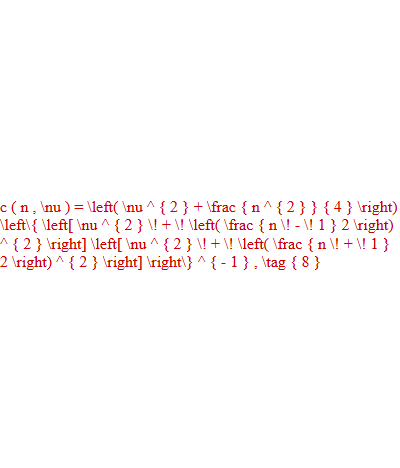 c ( n , \nu ) = \left( \nu ^ { 2 } + \frac { n ^ { 2 } } { 4 } \right)
\left\{ \left[ \nu ^ { 2 } \! + \! \left( \frac { n \! - \! 1 } 2 \right)
^ { 2 } \right] \left[ \nu ^ { 2 } \! + \! \left( \frac { n \! + \! 1 }
2 \right) ^ { 2 } \right] \right\} ^ { - 1 } , \tag { 8 }